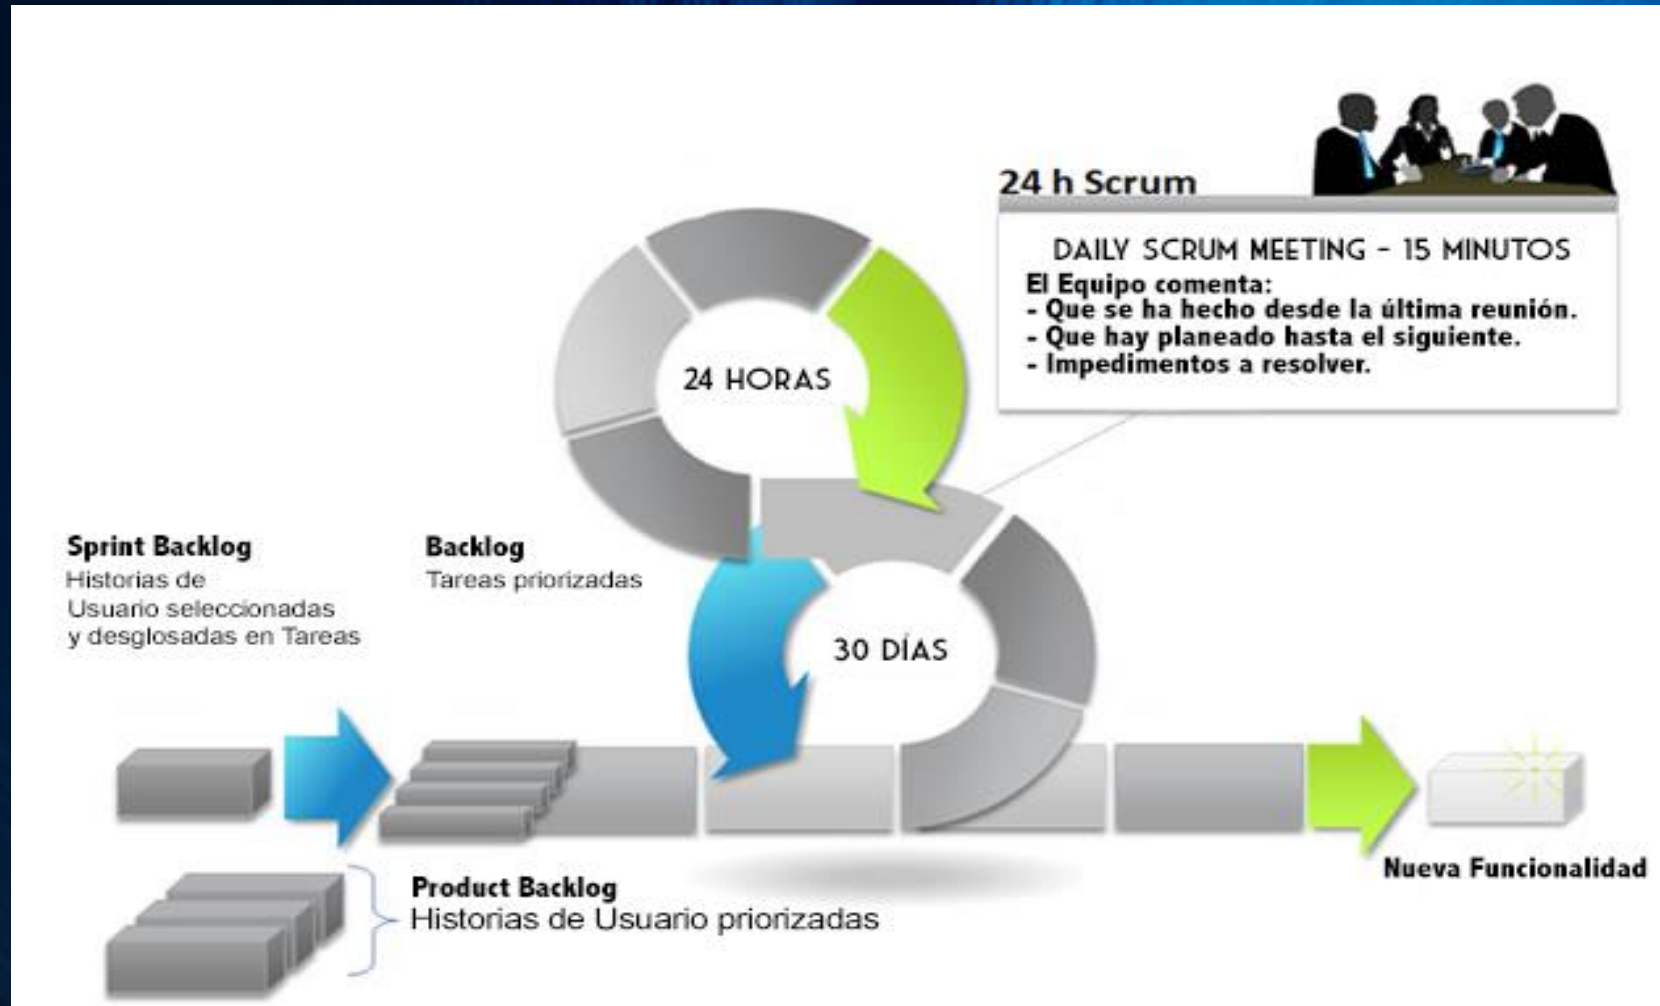 24 h Scrum
DAILY SCRUM MEETING - 15 MINUTOS
El Equipo comenta:
- Que se ha hecho desde la última reunión.
- Que hay planeado hasta el siguiente.
- Impedimentos a resolver.
24 HORAS
Sprint Backlog
Historias de
Usuario seleccionadas
y desglosadas en Tareas
Backlog
Tareas priorizadas
30 DÍAS
Nueva Funcionalidad
Product Backlog
Historias de Usuario priorizadas